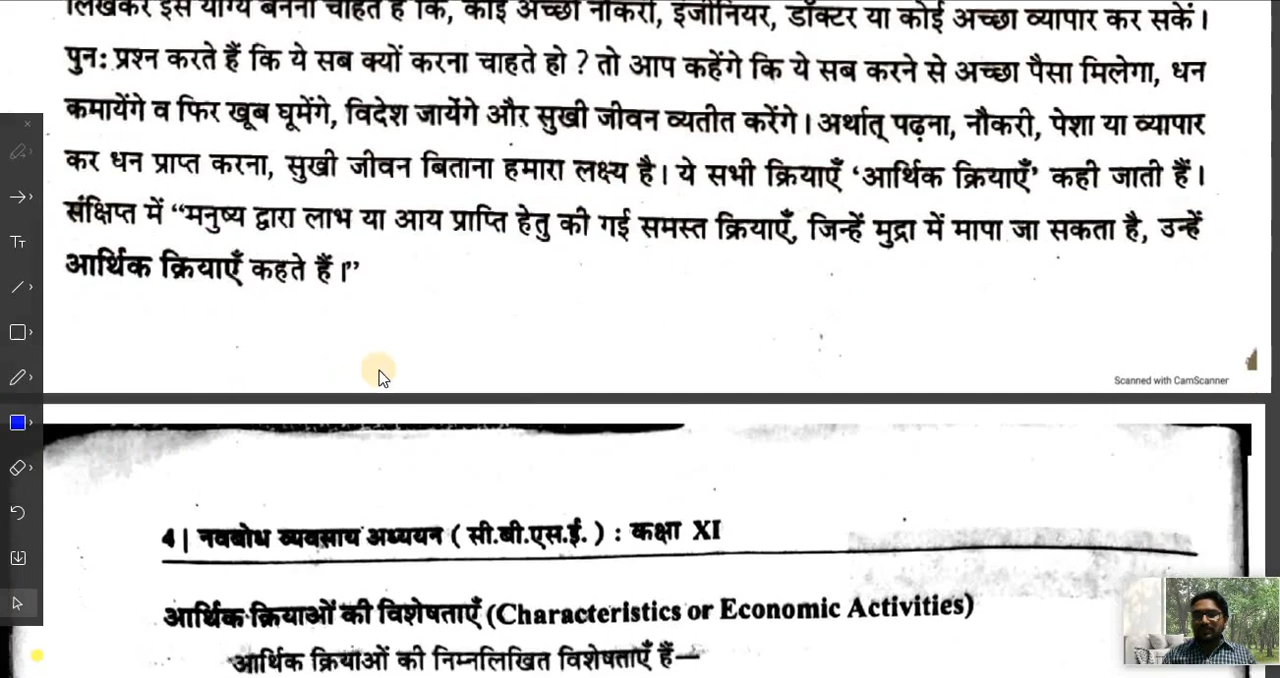 लिखकर इस योग्य बनना चाहते हैं कि, कोई अच्छी नौकरी, इंजीनियर, डॉक्टर या कोई अच्छा व्यापार कर सकें।
पुनः प्रश्न करते हैं कि ये सब क्यों करना चाहते हो ? तो आप कहेंगे कि ये सब करने से अच्छा पैसा मिलेगा, धन
कमायेंगे व फिर खूब घूमेंगे, विदेश जायेंगे और सुखी जीवन व्यतीत करेंगे। अर्थात् पढ़ना, नौकरी, पेशा या व्यापार
कर धन प्राप्त करना, सुखी जीवन बिताना हमारा लक्ष्य है। ये सभी क्रियाएँ ‘आर्थिक क्रियाएँ’ कही जाती हैं।
संक्षिप्त में “मनुष्य द्वारा लाभ या आय प्राप्ति हेतु की गई समस्त क्रियाएँ, जिन्हें मुद्रा में मापा जा सकता है, उन्हें
आर्थिक क्रियाएँ कहते हैं।”
Scanned with CamScanner
4| नवबोध व्यवसाय अध्ययन ( सी.बी.एस.ई. ) : कक्षा XI
आर्थिक क्रियाओं की विशेषताएँ (Characteristics or Economic Activities)
आर्थिक क्रियाओं की निम्नलिखित विशेषताएँ हैं—